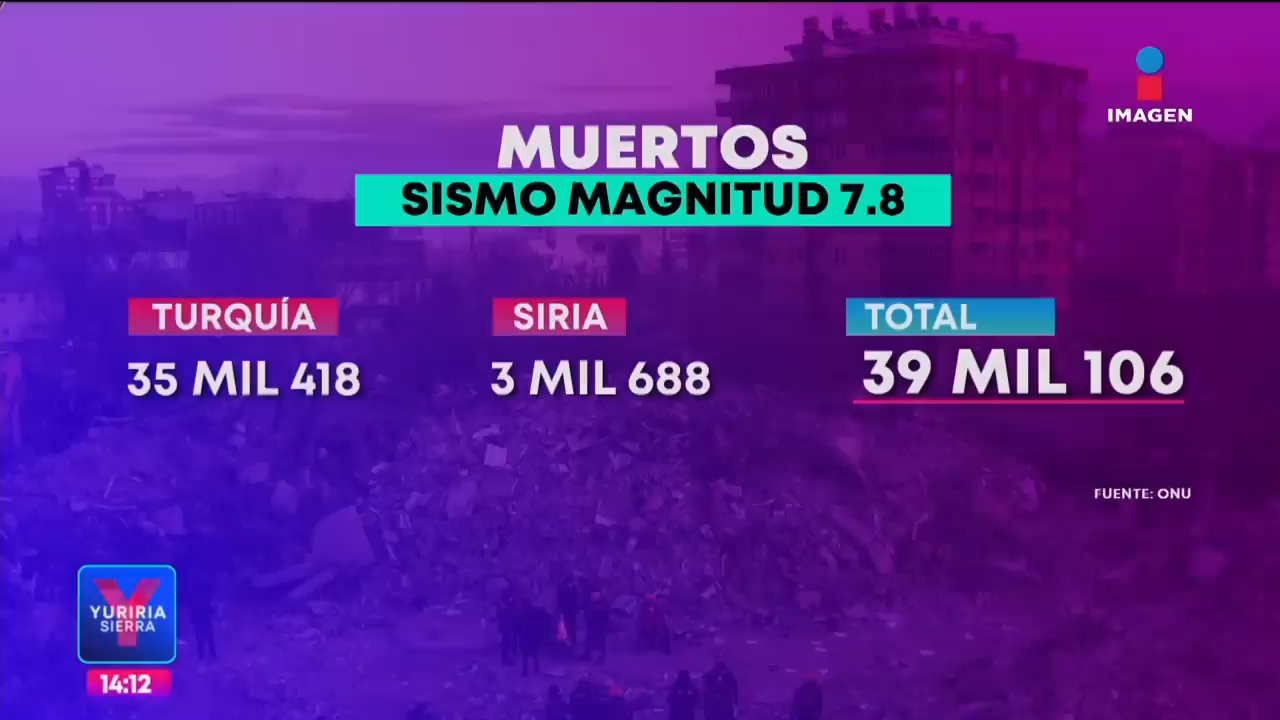 IMAGEN
MUERTOS
SISMO MAGNITUD 7.8
TURQUÍA
35 MIL 418
SIRIA
3 MIL 688
TOTAL
39 MIL 106
FUENTE: ONU
YURIRIA
SIERRA
14:12